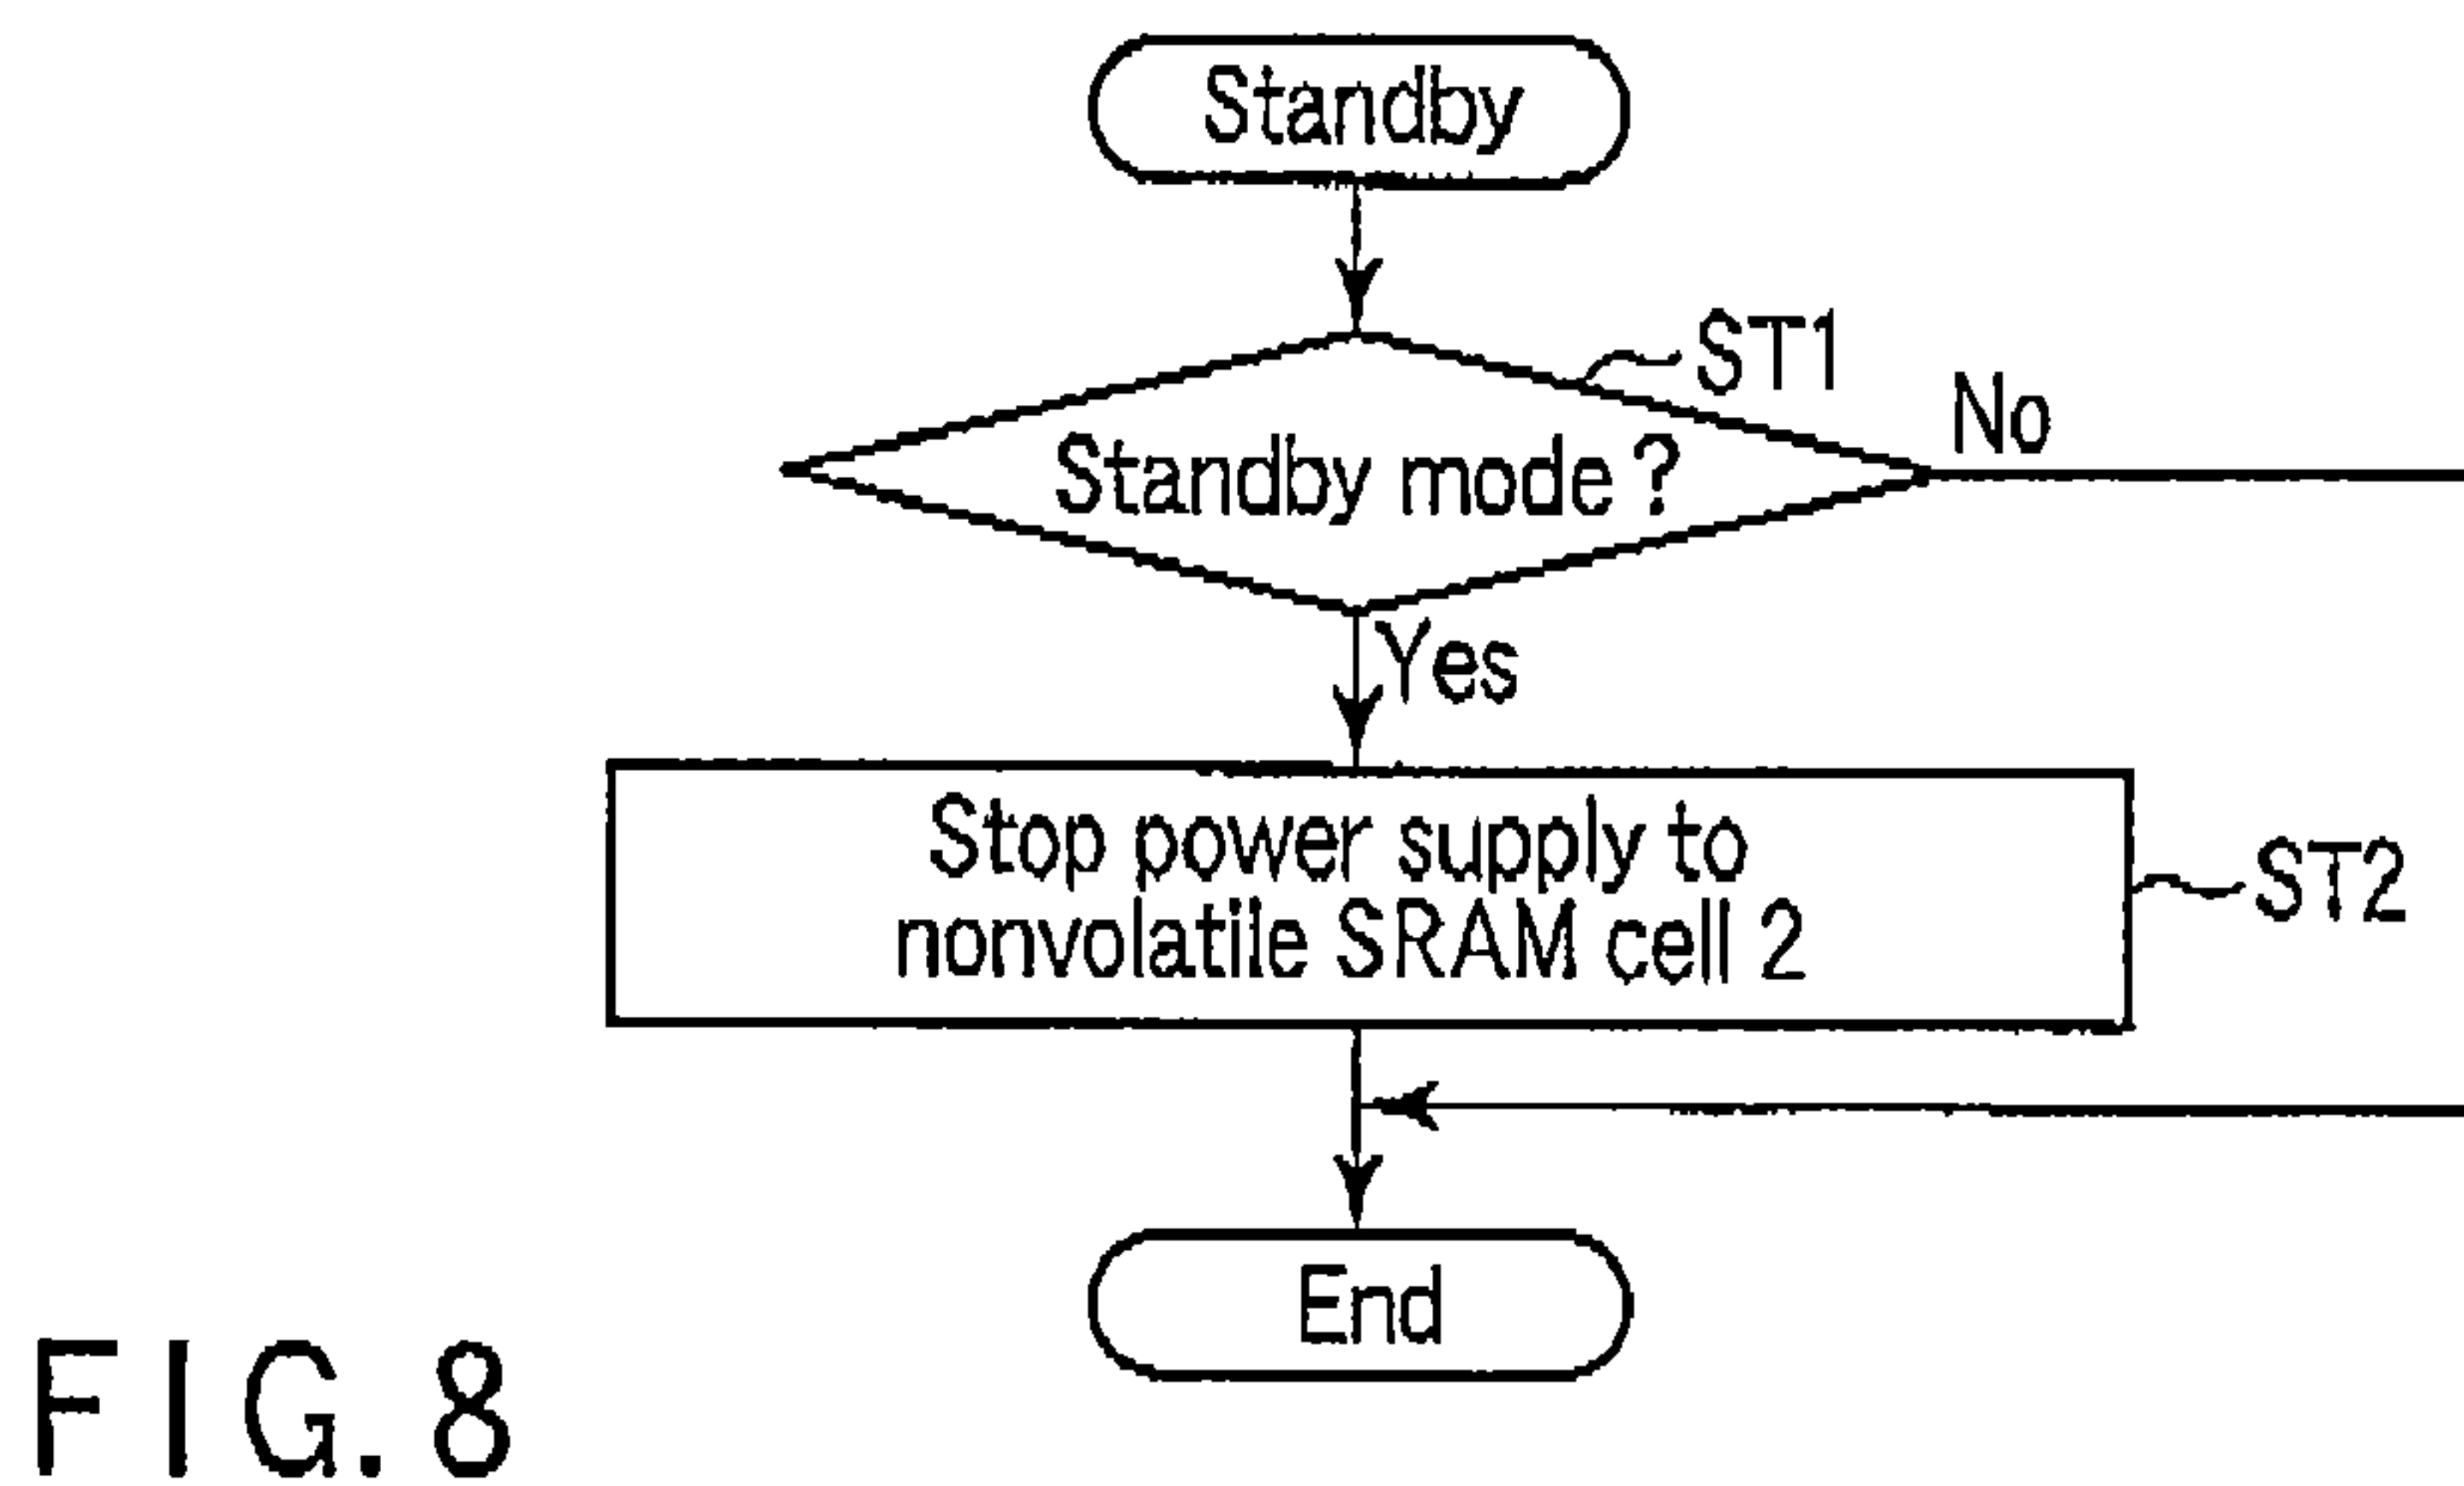 Standby
ST1
No
Standby mode?
Yes
Stop power supply to
nonvolatile SRAM cell 2
ST2
End
FIG. 8